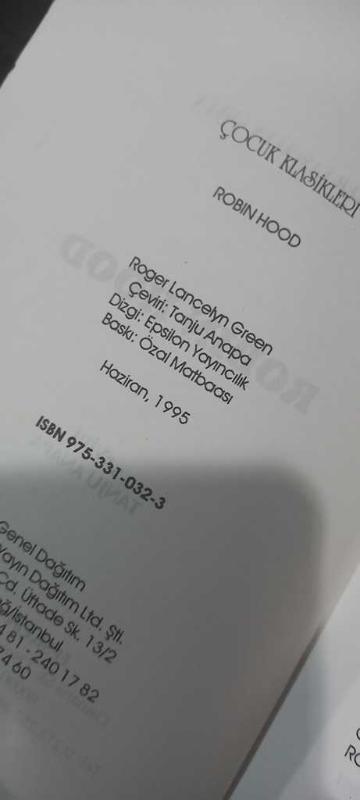 ÇOCUK KLASİKLERİ
ROBIN HOOD
Roger Lancelyn Green
Çeviri: Tanju Anapa
Dizgi: Epsilon Yayıncılık
Baskı: Özal Matbaası
Haziran, 1995
ISBN 975-331-032-3
Genel Dağıtım
Yayın Dağıtım Ltd. Şti.
Cd. Üftade Sk. 13/2
/İstanbul
81 - 240 17 82
60